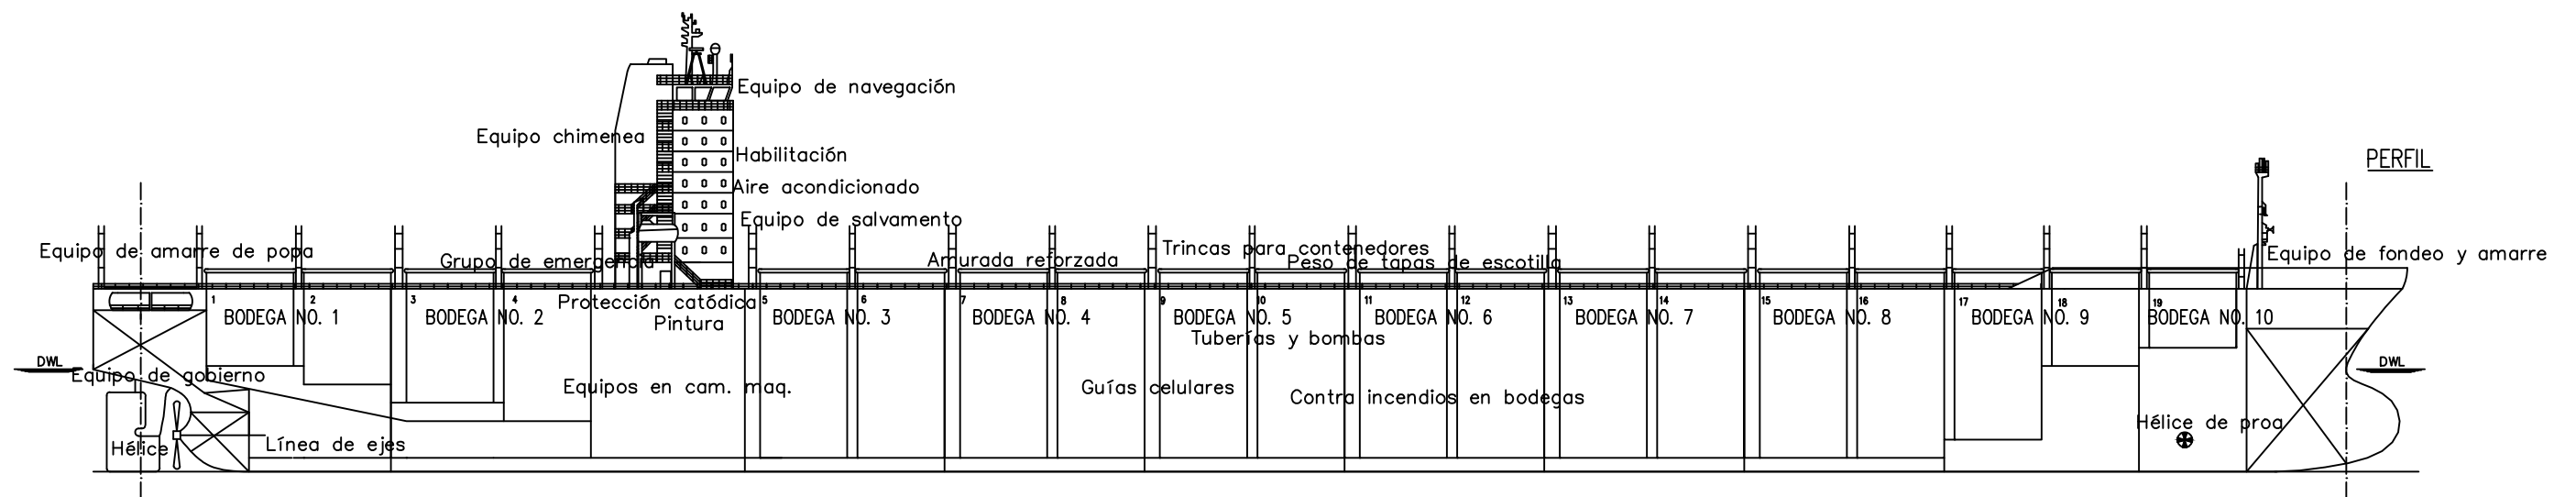 Equipo de navegación
Equipo chimenea
Habilitación
PERFIL
Aire acondicionado
Equipo de salvamento
Equipo de amarre de popa
Grupo de emergencia
Amurada reforzada
Trincas para contenedores
Peso de tapas de escotilla
Equipo de fondeo y amarre
Protección catódica
1 2 3 4 5 6 7 8 9 10 11 12 13 14 15 16 17 18 19
BODEGA NO. 1
BODEGA NO. 2
Pintura
BODEGA NO. 3
BODEGA NO. 4
BODEGA NO. 5
BODEGA NO. 6
BODEGA NO. 7
BODEGA NO. 8
BODEGA NO. 9
BODEGA NO. 10
Tuberías y bombas
DWL
DWL
Equipo de gobierno
Equipos en cam. maq.
Guías celulares
Contra incendios en bodegas
Hélice de proa
Hélice
Línea de ejes